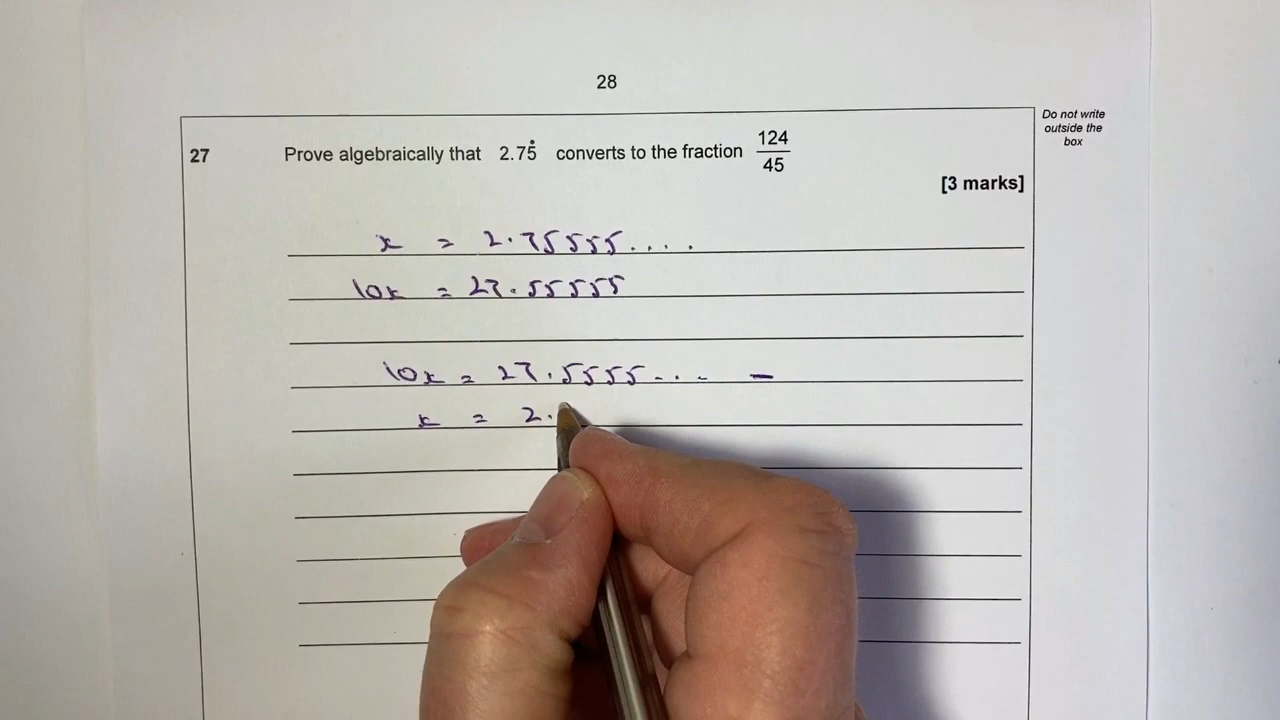 28
Do not write
outside the
box
27 Prove algebraically that 2.75̇ converts to the fraction 124/45
[3 marks]
x = 2.75555....
10x = 27.55555
10x = 27.5555... -
x = 2.